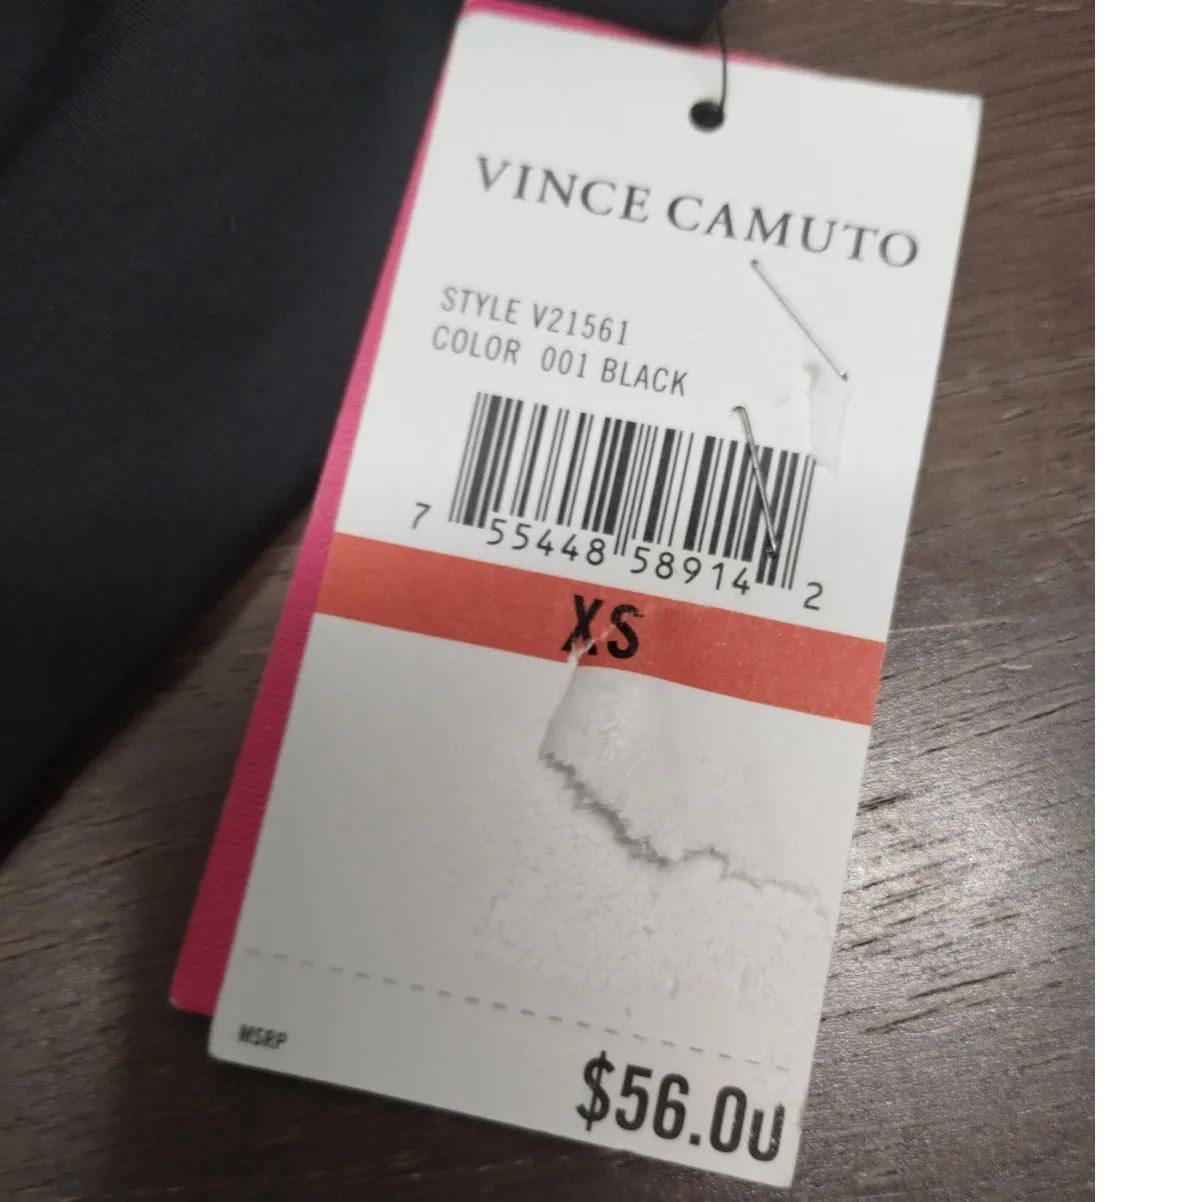 VINCE CAMUTO
STYLE V21561
COLOR 001 BLACK
7 55448 58914 2
XS
MSRP
$56.00